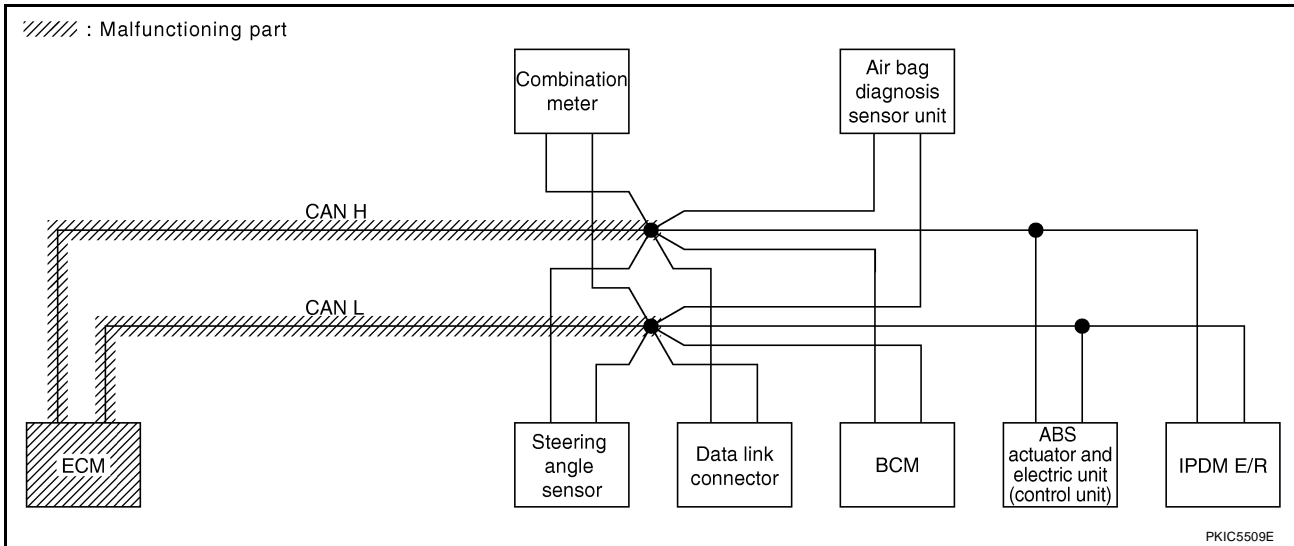 : Malfunctioning part
Combination
meter
Air bag
diagnosis
sensor unit
CAN H
CAN L
ECM
Steering
angle
sensor
Data link
connector
BCM
ABS
actuator and
electric unit
(control unit)
IPDM E/R
PKIC5509E